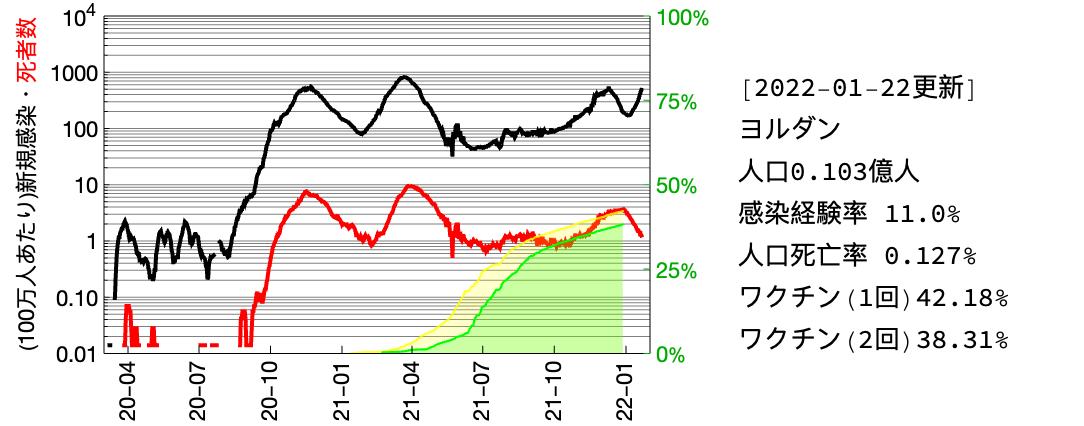 (100万人あたり)新規感染・死者数
10⁴
1000
100
10
1
0.10
0.01
100%
75%
50%
25%
0%
20-04
20-07
20-10
21-01
21-04
21-07
21-10
22-01
[2022-01-22更新]
ヨルダン
人口0.103億人
感染経験率 11.0%
人口死亡率 0.127%
ワクチン(1回)42.18%
ワクチン(2回)38.31%